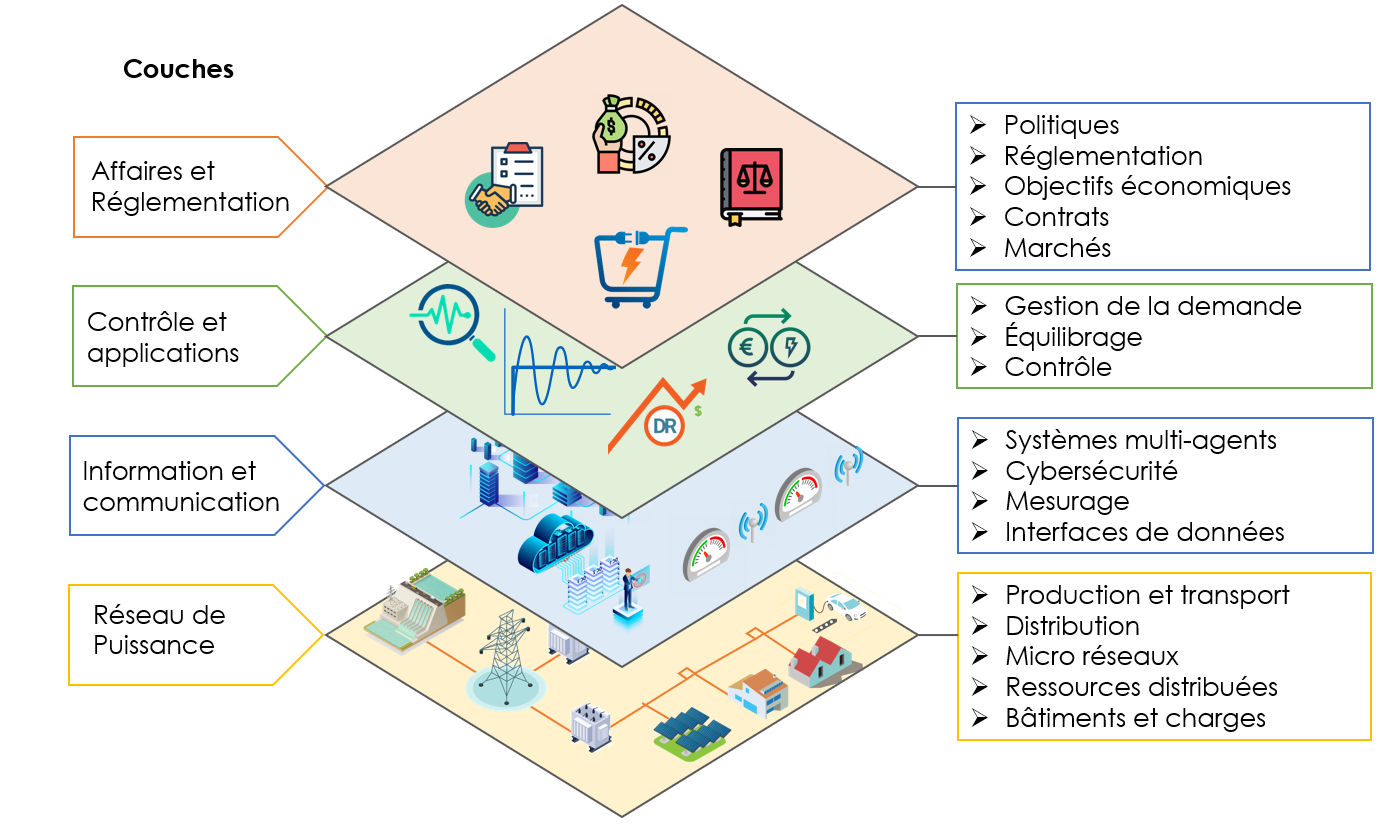 Couches
Affaires et
Réglementation
$
%
➢ Politiques
➢ Réglementation
➢ Objectifs économiques
➢ Contrats
➢ Marchés
Contrôle et
applications
€
DR
$
➢ Gestion de la demande
➢ Équilibrage
➢ Contrôle
Information et
communication
➢ Systèmes multi-agents
➢ Cybersécurité
➢ Mesurage
➢ Interfaces de données
Réseau de
Puissance
➢ Production et transport
➢ Distribution
➢ Micro réseaux
➢ Ressources distribuées
➢ Bâtiments et charges